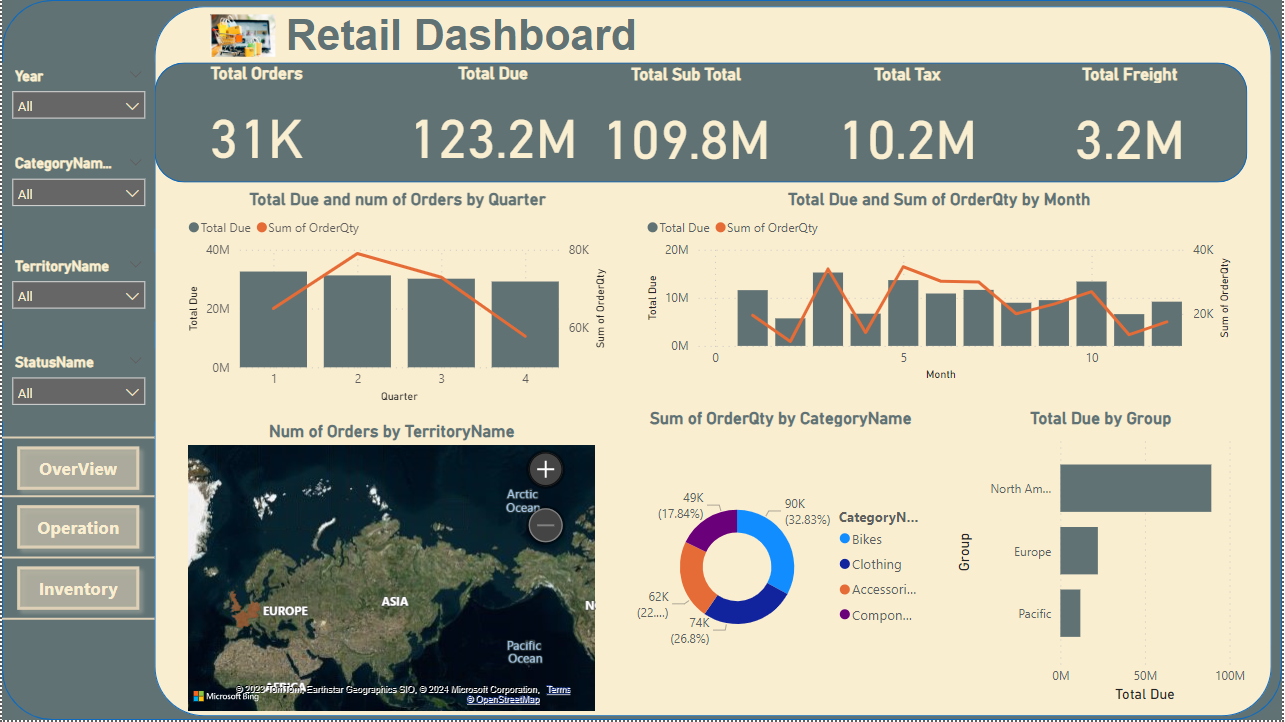 Retail Dashboard
Year
All
CategoryNam...
All
TerritoryName
All
StatusName
All
OverView
Operation
Inventory
Total Orders
31K
Total Due
123.2M
Total Sub Total
109.8M
Total Tax
10.2M
Total Freight
3.2M
Total Due and num of Orders by Quarter
Total Due Sum of OrderQty
40M
20M
0M
Total Due
80K
60K
Sum of OrderQty
1 2 3 4
Quarter
Total Due and Sum of OrderQty by Month
Total Due Sum of OrderQty
20M
10M
0M
Total Due
40K
20K
Sum of OrderQty
0 5 10
Month
Num of Orders by TerritoryName
Arctic
Ocean
ASIA
EUROPE
N
Pacific
Ocean
AFRICA
Microsoft Bing
Earthstar Geographics SIO, © 2024 Microsoft Corporation, Terms
© OpenStreetMap
Sum of OrderQty by CategoryName
49K
(17.84%)
90K
(32.83%)
62K
(22....)
74K
(26.8%)
CategoryN...
Bikes
Clothing
Accessori...
Compon...
Total Due by Group
Group
North Am...
Europe
Pacific
0M 50M 100M
Total Due